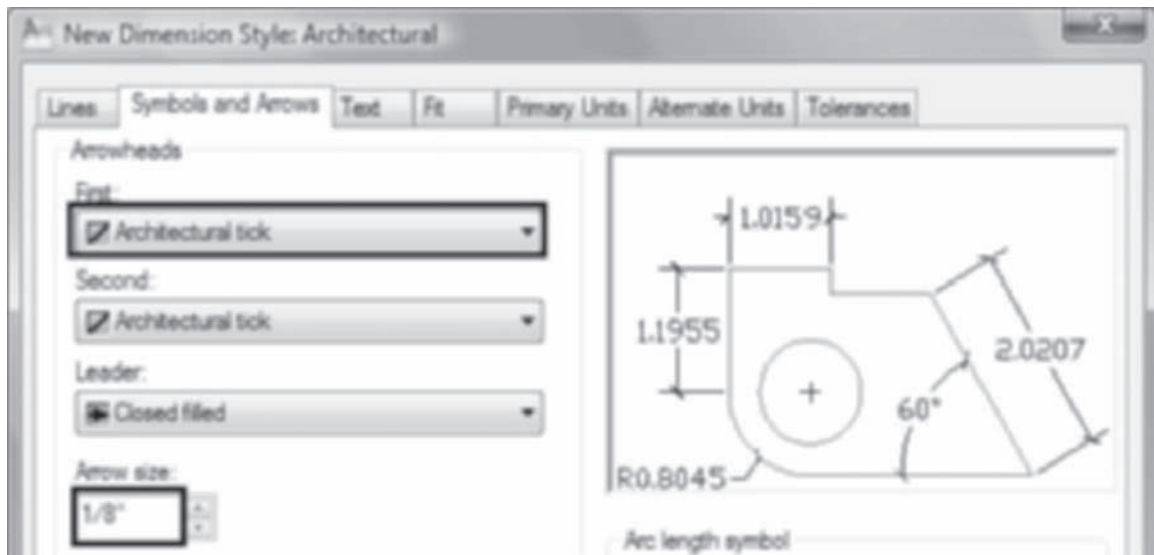 New Dimension Style: Architectural
Lines Symbols and Arrows Text Fit Primary Units Alternate Units Tolerances
Arrowheads
First:
Architectural tick
Second:
Architectural tick
Leader:
Closed filled
Arrow size:
1/8"
1.0159
1.1955
2.0207
60°
R0.8045
Arc length symbol